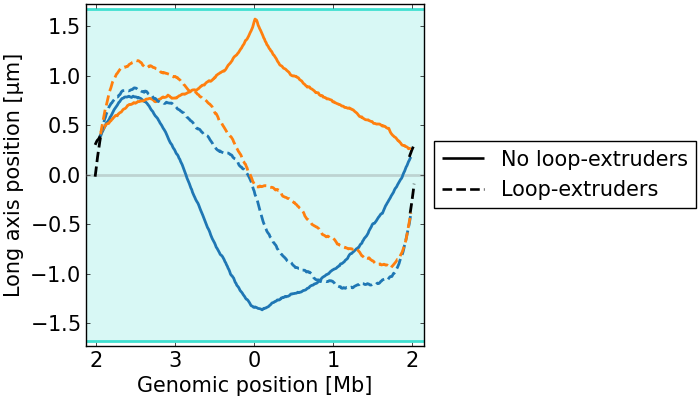 1.5
1.0
0.5
0.0
−0.5
−1.0
−1.5
Long axis position [µm]
2 3 0 1 2
Genomic position [Mb]
No loop-extruders
Loop-extruders